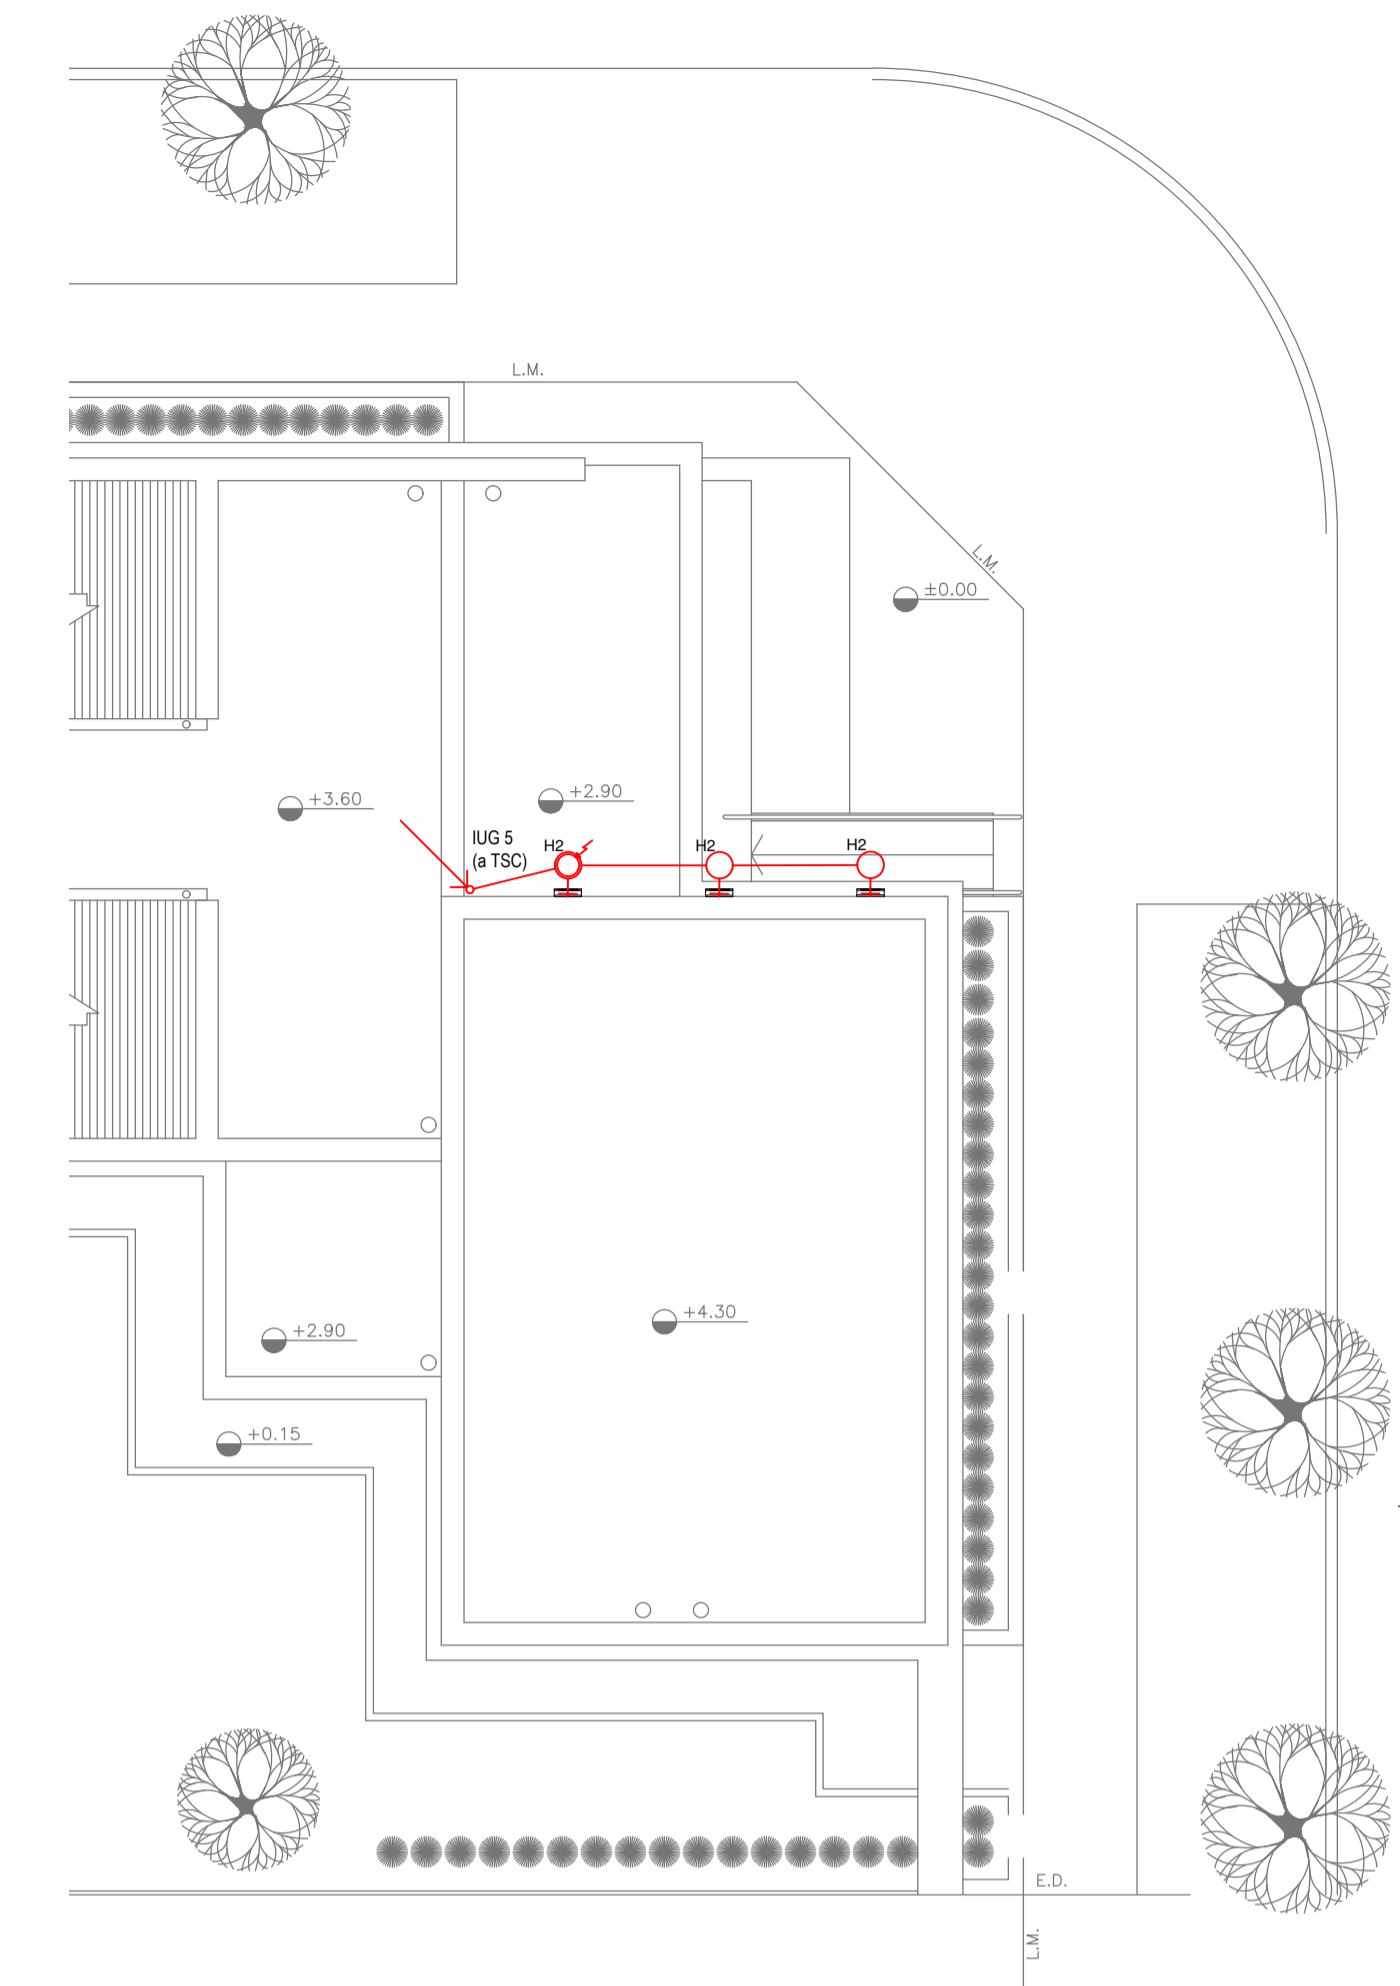 L.M.
L.M.
±0.00
+3.60
+2.90
IUG 5
(a TSC)
H2
H2
H2
+4.30
+2.90
+0.15
E.D.
L.M.